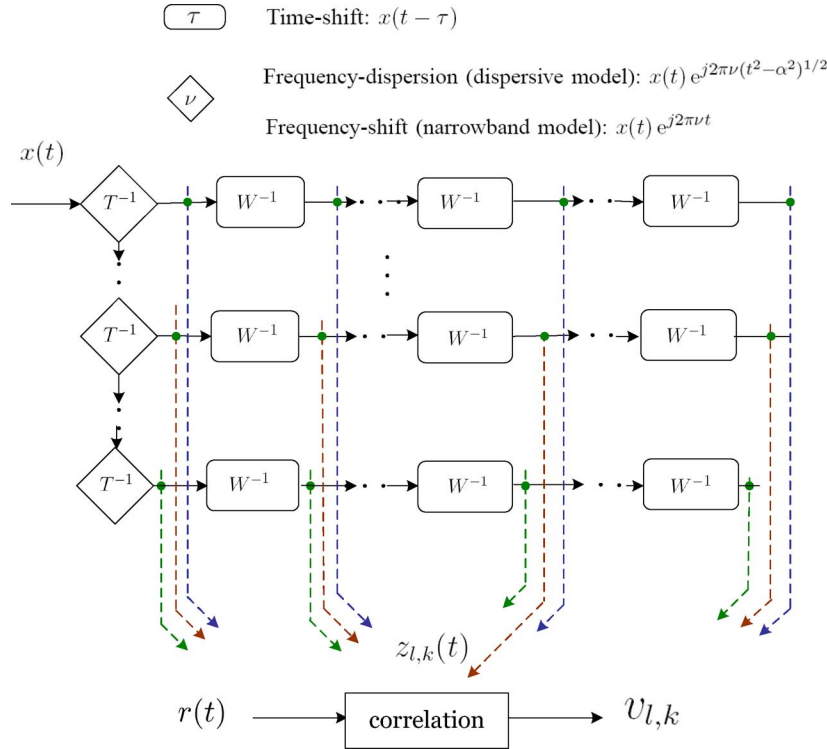 τ Time-shift: x(t − τ)
Frequency-dispersion (dispersive model): x(t) e^{j2πν(t²−α²)^{1/2}}
ν
Frequency-shift (narrowband model): x(t) e^{j2πνt}
x(t)
T⁻¹ W⁻¹ W⁻¹ W⁻¹
T⁻¹ W⁻¹ W⁻¹ W⁻¹
T⁻¹ W⁻¹ W⁻¹ W⁻¹
z_{l,k}(t)
r(t) correlation v_{l,k}